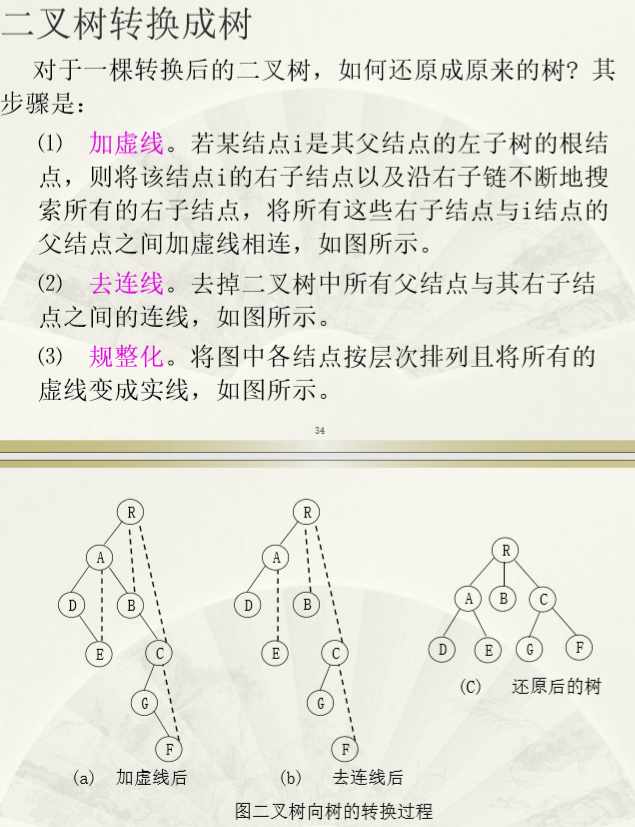 二叉树转换成树
对于一棵转换后的二叉树，如何还原成原来的树? 其
步骤是：
⑴ 加虚线。若某结点i是其父结点的左子树的根结
点，则将该结点i的右子结点以及沿右子链不断地搜
索所有的右子结点，将所有这些右子结点与i结点的
父结点之间加虚线相连，如图所示。
⑵ 去连线。去掉二叉树中所有父结点与其右子结
点之间的连线，如图所示。
⑶ 规整化。将图中各结点按层次排列且将所有的
虚线变成实线，如图所示。
34
R
A
D B
E C
G
F
(a) 加虚线后
R
A
D B
E C
G
F
(b) 去连线后
R
A B C
D E G F
(C) 还原后的树
图二叉树向树的转换过程